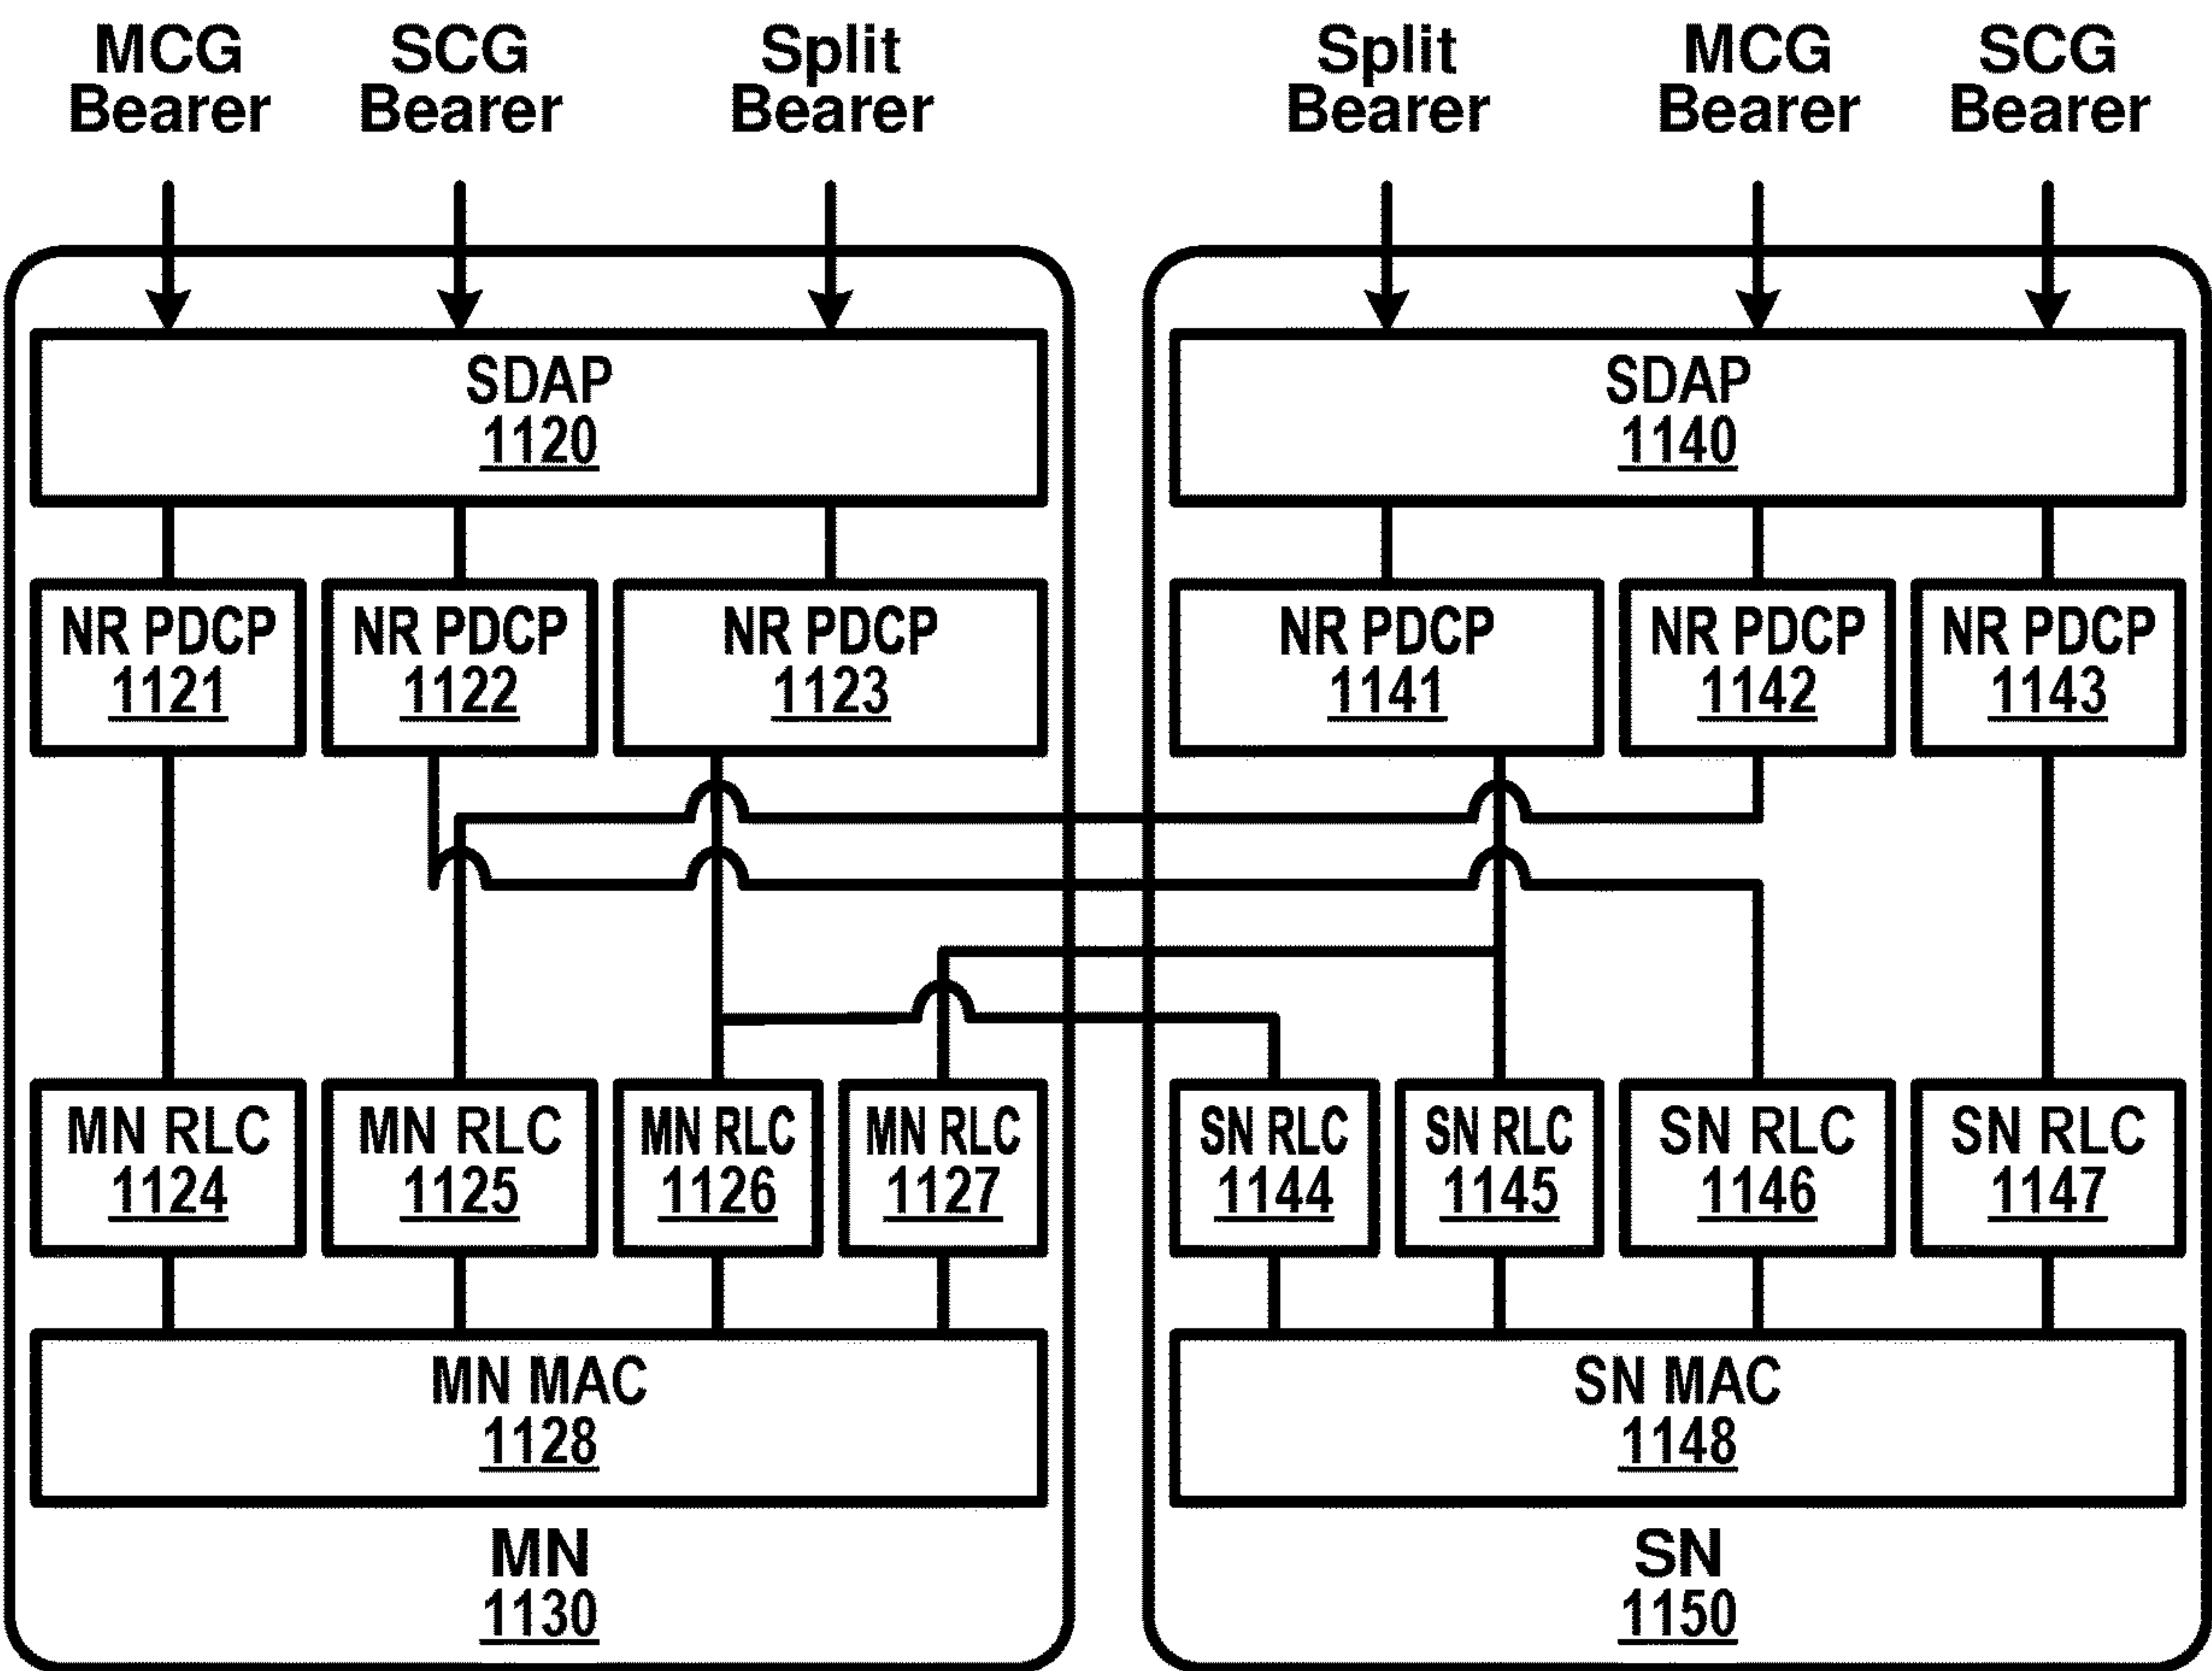 MCG
Bearer
SCG
Bearer
Split
Bearer
Split
Bearer
MCG
Bearer
SCG
Bearer
SDAP
1120
SDAP
1140
NR PDCP
1121
NR PDCP
1122
NR PDCP
1123
NR PDCP
1141
NR PDCP
1142
NR PDCP
1143
MN RLC
1124
MN RLC
1125
MN RLC
1126
MN RLC
1127
SN RLC
1144
SN RLC
1145
SN RLC
1146
SN RLC
1147
MN MAC
1128
SN MAC
1148
MN
1130
SN
1150